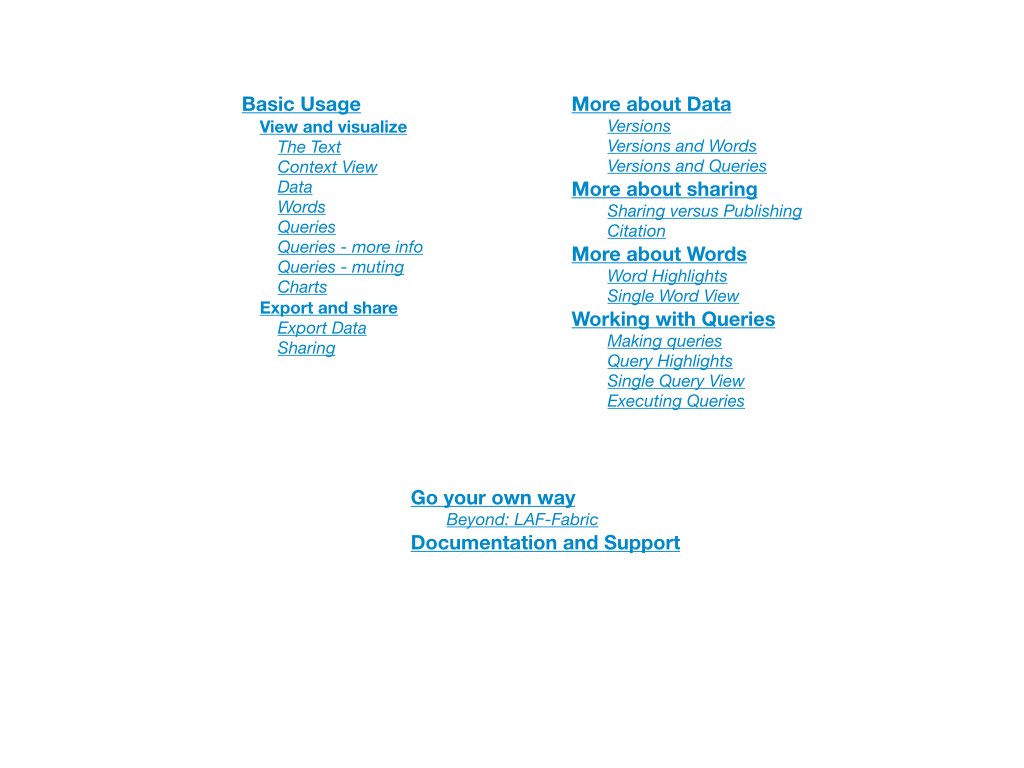 Basic Usage
View and visualize
The Text
Context View
Data
Words
Queries
Queries - more info
Queries - muting
Charts
Export and share
Export Data
Sharing
More about Data
Versions
Versions and Words
Versions and Queries
More about sharing
Sharing versus Publishing
Citation
More about Words
Word Highlights
Single Word View
Working with Queries
Making queries
Query Highlights
Single Query View
Executing Queries
Go your own way
Beyond: LAF-Fabric
Documentation and Support